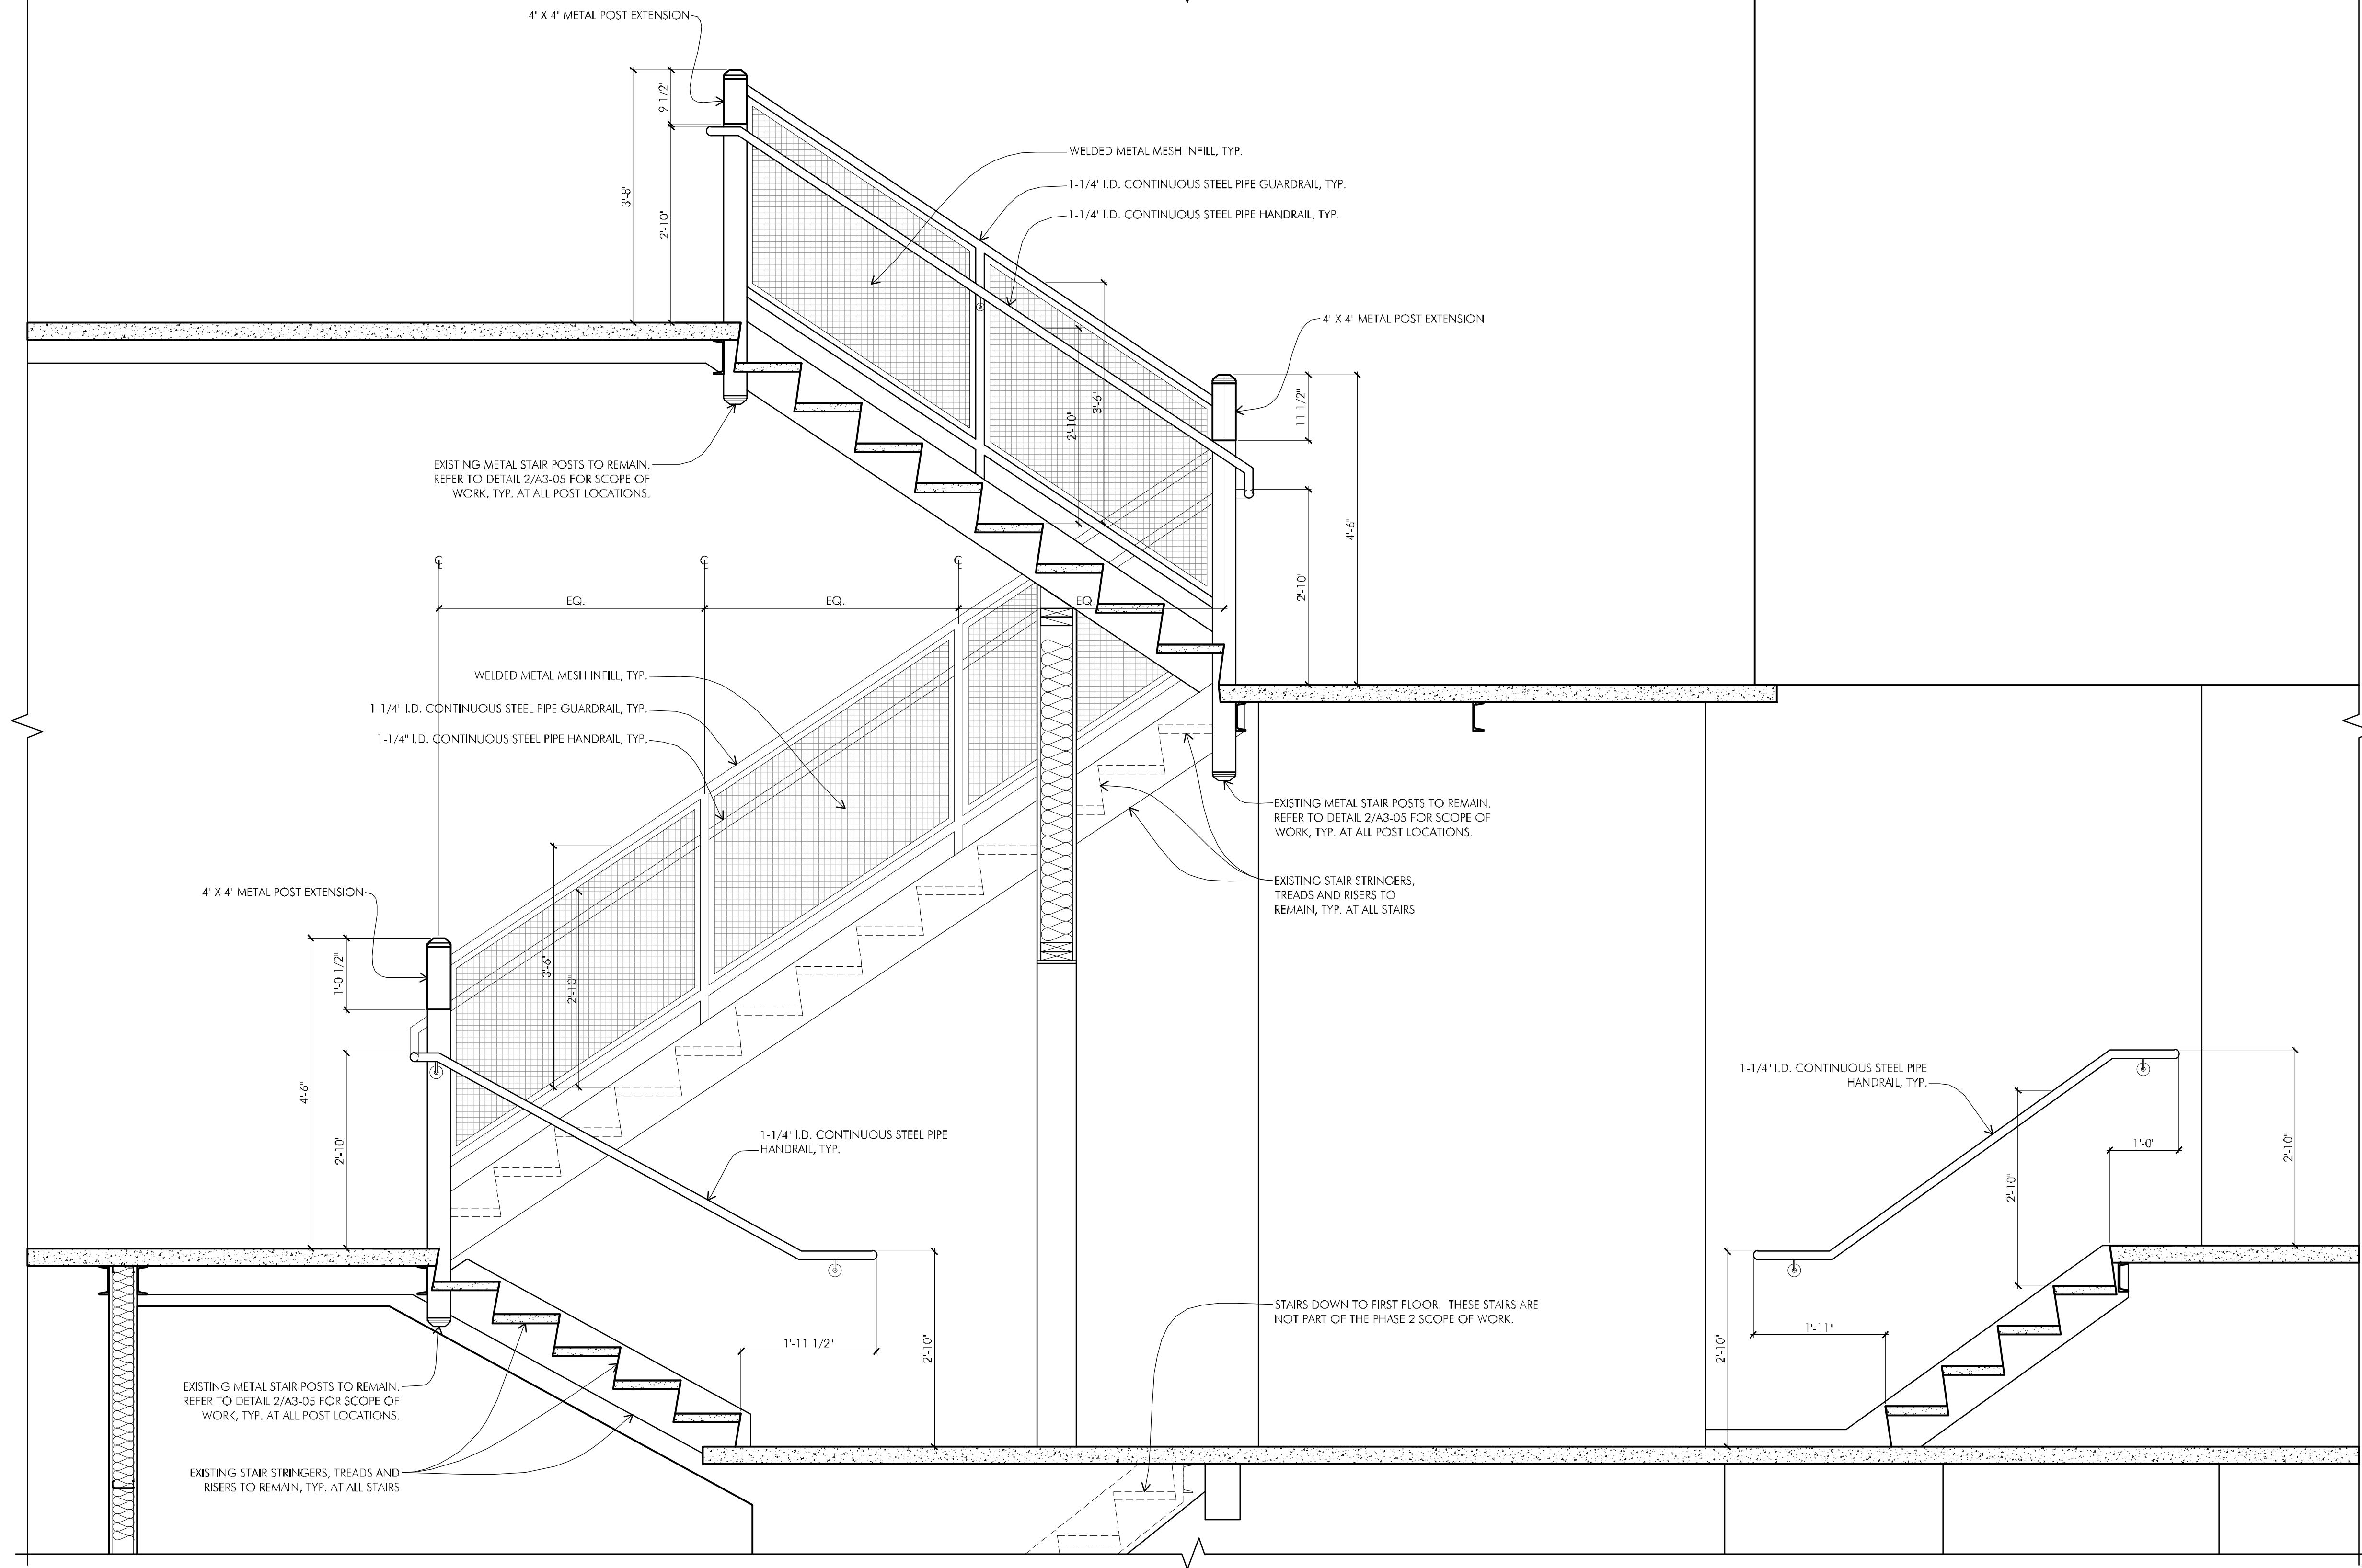 4" X 4" METAL POST EXTENSION
9 1/2"
3'-8"
2'-10"
WELDED METAL MESH INFILL, TYP.
1-1/4" I.D. CONTINUOUS STEEL PIPE GUARDRAIL, TYP.
1-1/4" I.D. CONTINUOUS STEEL PIPE HANDRAIL, TYP.
4" X 4" METAL POST EXTENSION
3'-6"
2'-10"
11 1/2"
4'-6"
2'-10"
EXISTING METAL STAIR POSTS TO REMAIN.
REFER TO DETAIL 2/A3-05 FOR SCOPE OF
WORK, TYP. AT ALL POST LOCATIONS.
℄
℄
℄
EQ.
EQ.
EQ.
WELDED METAL MESH INFILL, TYP.
1-1/4" I.D. CONTINUOUS STEEL PIPE GUARDRAIL, TYP.
1-1/4" I.D. CONTINUOUS STEEL PIPE HANDRAIL, TYP.
EXISTING METAL STAIR POSTS TO REMAIN.
REFER TO DETAIL 2/A3-05 FOR SCOPE OF
WORK, TYP. AT ALL POST LOCATIONS.
EXISTING STAIR STRINGERS,
TREADS AND RISERS TO
REMAIN, TYP. AT ALL STAIRS
4" X 4" METAL POST EXTENSION
1'-0 1/2"
3'-6"
2'-10"
4'-6"
2'-10"
1-1/4" I.D. CONTINUOUS STEEL PIPE
HANDRAIL, TYP.
1-1/4" I.D. CONTINUOUS STEEL PIPE
HANDRAIL, TYP.
1'-0"
2'-10"
2'-10"
STAIRS DOWN TO FIRST FLOOR.  THESE STAIRS ARE
NOT PART OF THE PHASE 2 SCOPE OF WORK.
1'-11 1/2"
2'-10"
2'-10"
1'-11"
EXISTING METAL STAIR POSTS TO REMAIN.
REFER TO DETAIL 2/A3-05 FOR SCOPE OF
WORK, TYP. AT ALL POST LOCATIONS.
EXISTING STAIR STRINGERS, TREADS AND
RISERS TO REMAIN, TYP. AT ALL STAIRS